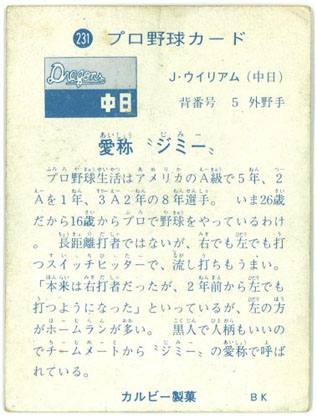 231 プロ野球カード
Dragons
中日
J・ウイリアム（中日）
背番号 5 外野手
あいしょう じみー
愛称 〝ジミー〟
プロ野球生活はアメリカのA級で5年、2
Aを1年、3A2年の8年選手。 いま26歳
だから16歳からプロで野球をやっているわけ。
長距離打者ではないが、右でも左でも打
つスイッチヒッターで、流し打ちもうまい。
「本来は右打者だったが、2年前から左でも
打つようになった」といっているが、左の方
がホームランが多い。 黒人で人柄もいいの
でチームメートから〝ジミー〟の愛称で呼ば
れている。
カルビー製菓 BK